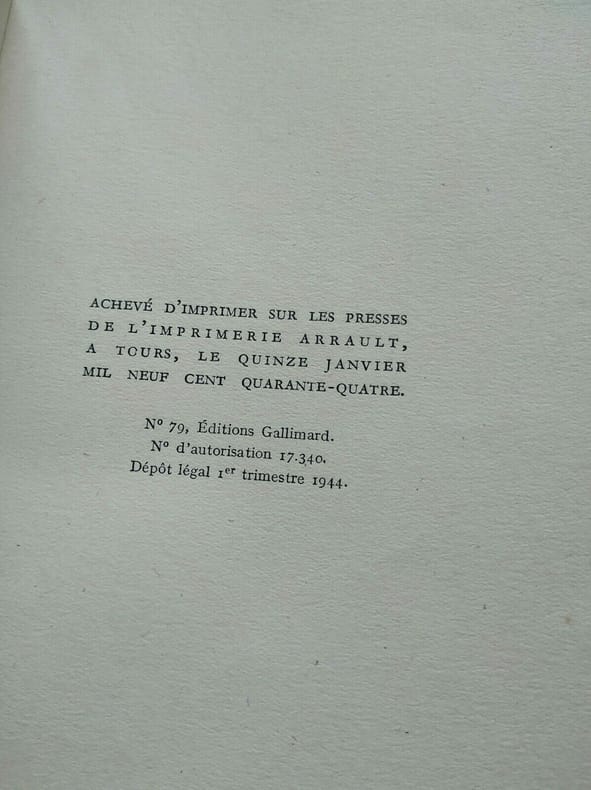 ACHEVÉ D'IMPRIMER SUR LES PRESSES
DE L'IMPRIMERIE ARRAULT,
A TOURS, LE QUINZE JANVIER
MIL NEUF CENT QUARANTE-QUATRE.
Nº 79, Éditions Gallimard.
Nº d'autorisation 17.340.
Dépôt légal 1er trimestre 1944.